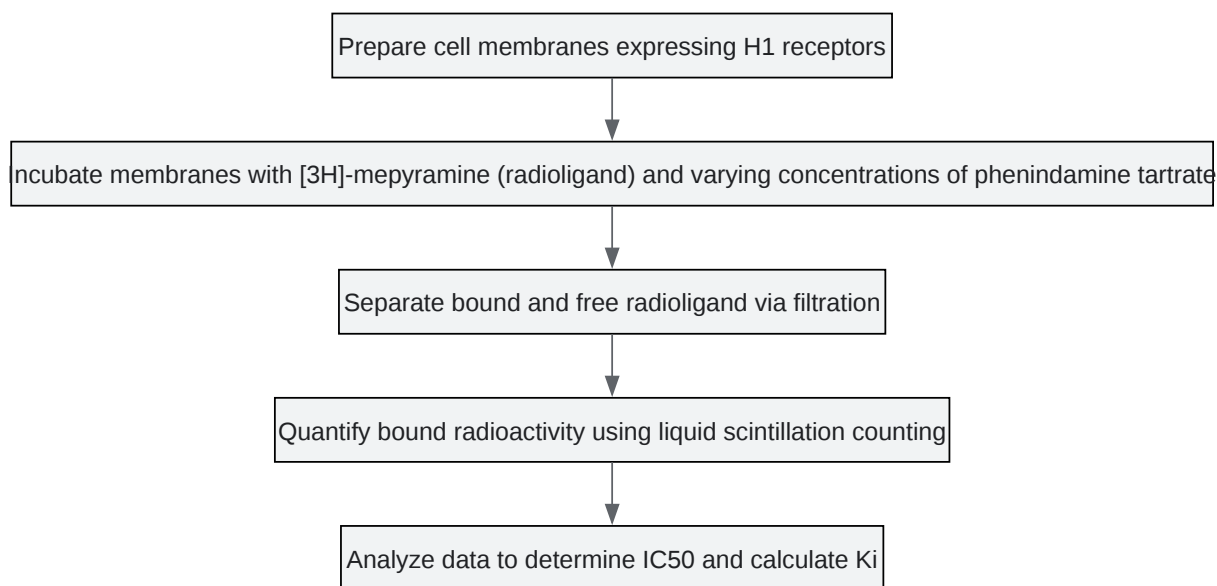 Prepare cell membranes expressing H1 receptors
Incubate membranes with [3H]-mepyramine (radioligand) and varying concentrations of phenindamine tartrate
Separate bound and free radioligand via filtration
Quantify bound radioactivity using liquid scintillation counting
Analyze data to determine IC50 and calculate Ki